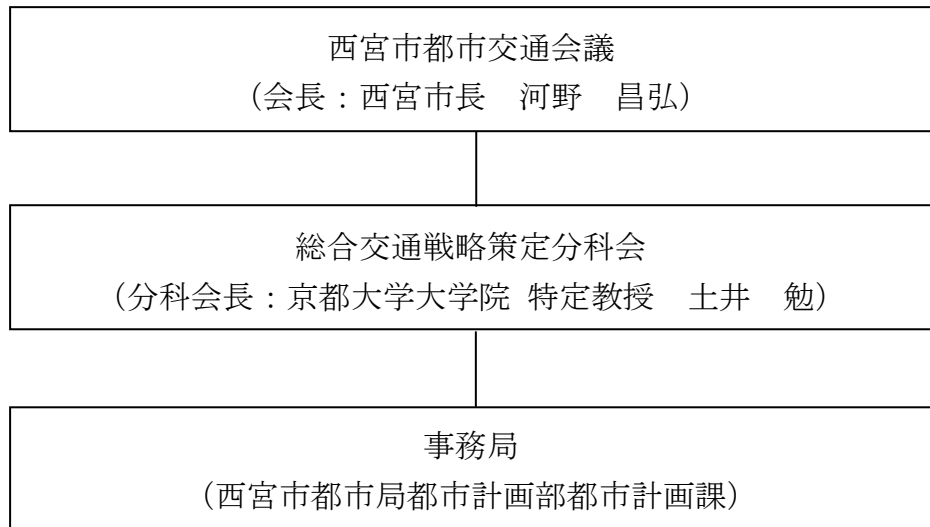 西宮市都市交通会議
（会長：西宮市長　河野　昌弘）
総合交通戦略策定分科会
（分科会長：京都大学大学院 特定教授　土井　勉）
事務局
（西宮市都市局都市計画部都市計画課）